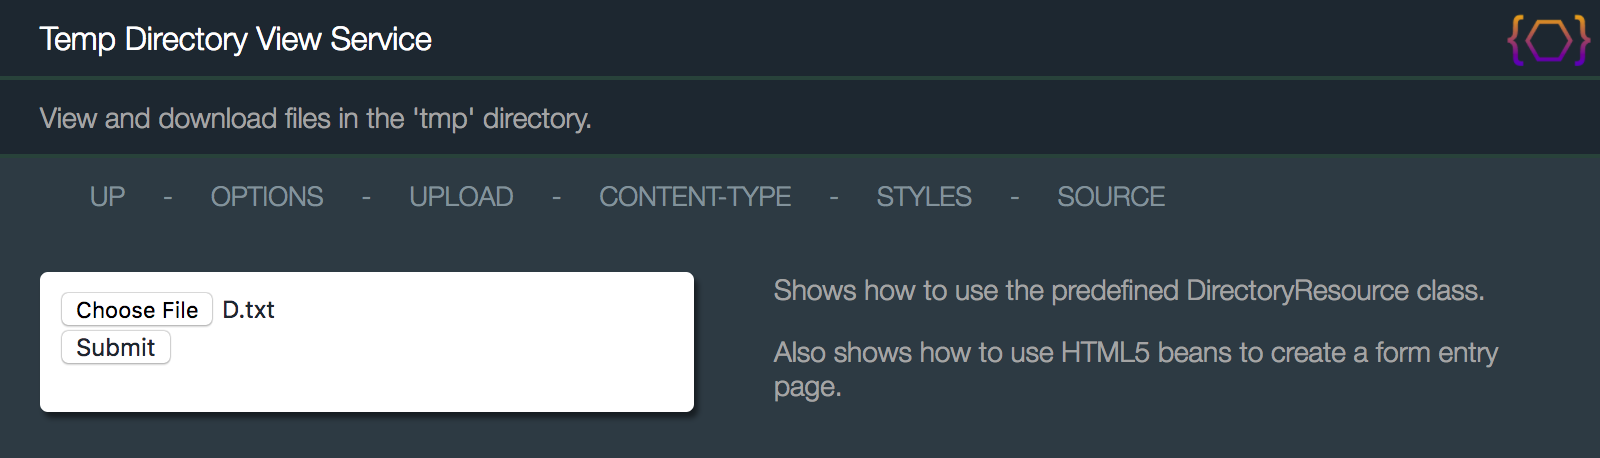 Temp Directory View Service
View and download files in the 'tmp' directory.
UP - OPTIONS - UPLOAD - CONTENT-TYPE - STYLES - SOURCE
Choose File D.txt
Submit
Shows how to use the predefined DirectoryResource class.
Also shows how to use HTML5 beans to create a form entry
page.